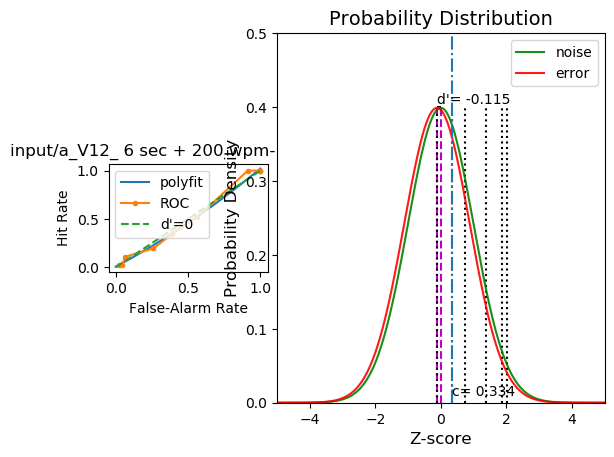 Probability Distribution
input/a_V12_ 6 sec + 200 wpm-
Hit Rate
1.0
0.5
0.0
polyfit
ROC
d'=0
0.0
0.5
1.0
False-Alarm Rate
Probability Density
0.5
0.4
0.3
0.2
0.1
0.0
noise
error
d'= -0.115
c= 0.334
−4
−2
0
2
4
Z-score